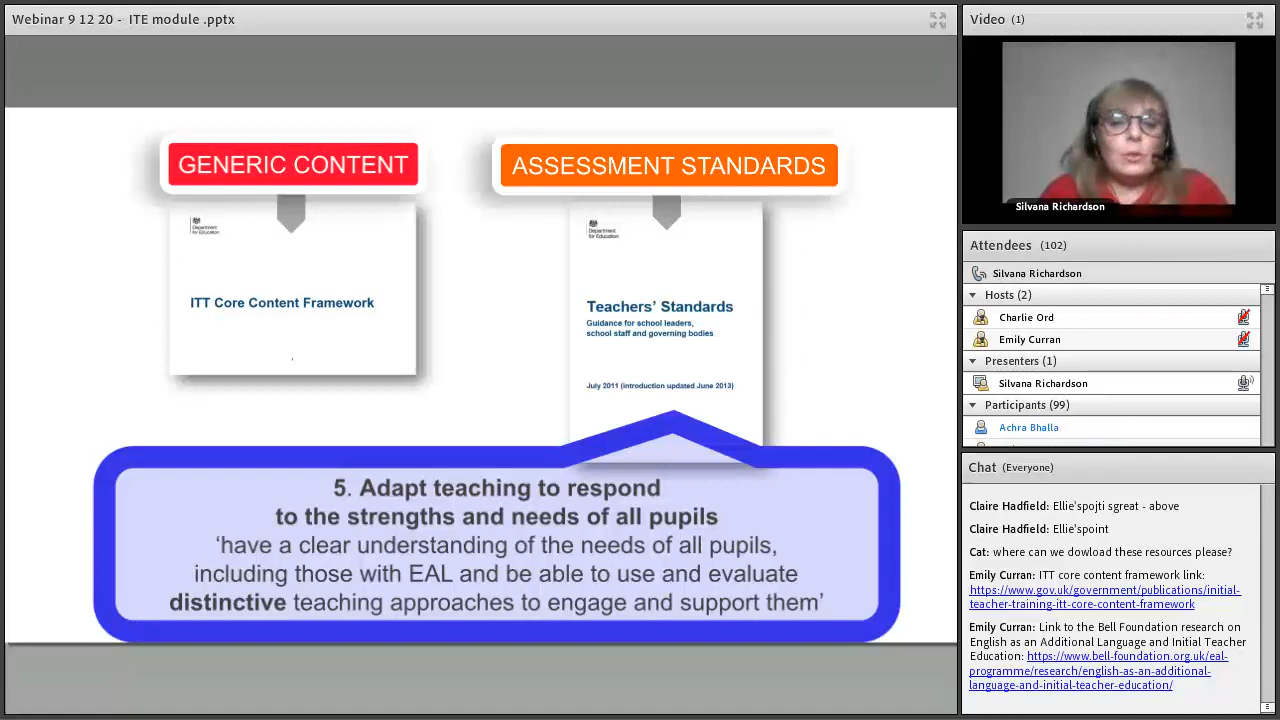 Webinar 9 12 20 - ITE module .pptx
GENERIC CONTENT
ASSESSMENT STANDARDS
Department
for Education
ITT Core Content Framework
Department
for Education
Teachers' Standards
Guidance for school leaders,
school staff and governing bodies
July 2011 (introduction updated June 2013)
5. Adapt teaching to respond
to the strengths and needs of all pupils
‘have a clear understanding of the needs of all pupils,
including those with EAL and be able to use and evaluate
distinctive teaching approaches to engage and support them’
Video (1)
Silvana Richardson
Attendees (102)
Silvana Richardson
Hosts (2)
Charlie Ord
Emily Curran
Presenters (1)
Silvana Richardson
Participants (99)
Achra Bhalla
Chat (Everyone)
Claire Hadfield: Ellie'spojti sgreat - above
Claire Hadfield: Ellie'spoint
Cat: where can we dowload these resources please?
Emily Curran: ITT core content framework link:
https://www.gov.uk/government/publications/initial-
teacher-training-itt-core-content-framework
Emily Curran: Link to the Bell Foundation research on
English as an Additional Language and Initial Teacher
Education: https://www.bell-foundation.org.uk/eal-
programme/research/english-as-an-additional-
language-and-initial-teacher-education/